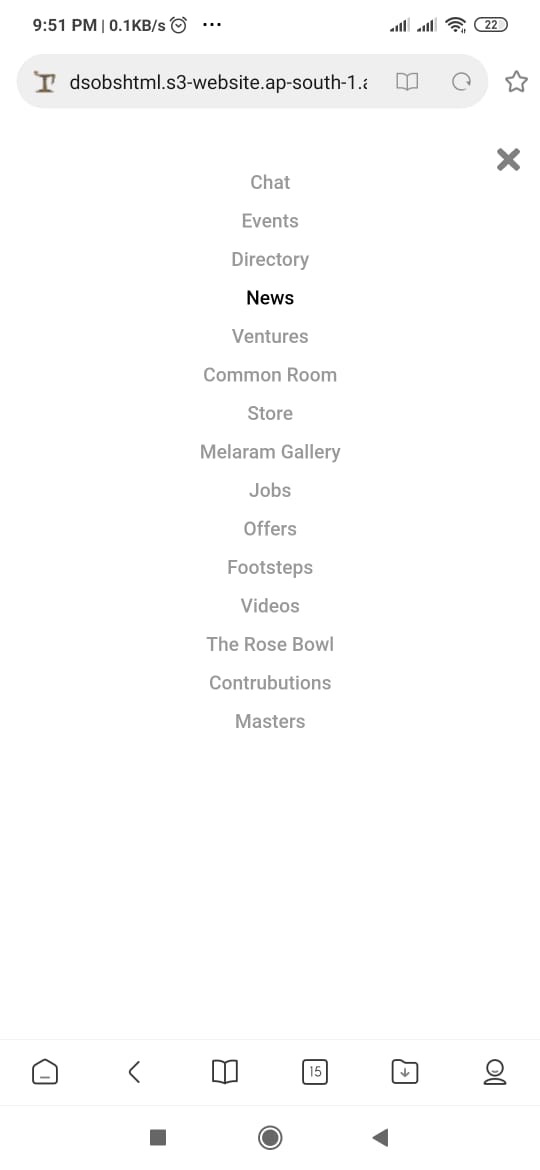 9:51 PM | 0.1KB/s
22
dsobshtml.s3-website.ap-south-1.a
Chat
Events
Directory
News
Ventures
Common Room
Store
Melaram Gallery
Jobs
Offers
Footsteps
Videos
The Rose Bowl
Contrubutions
Masters
15